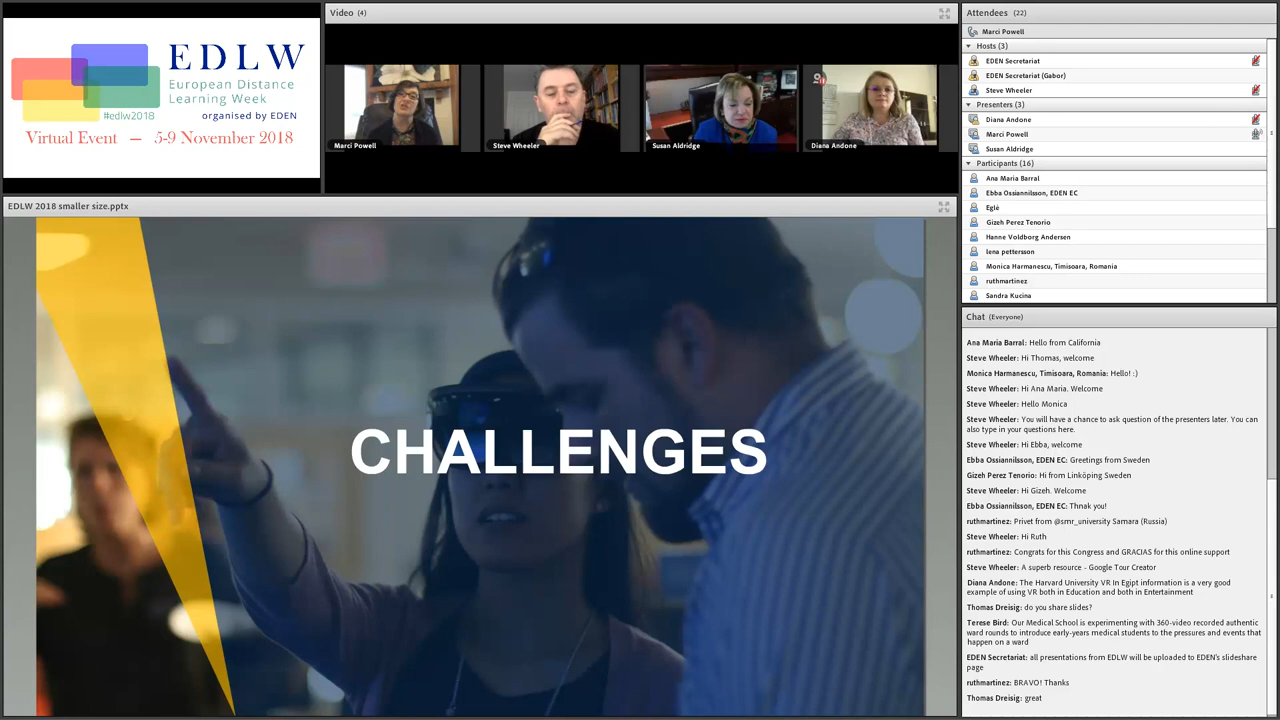 EDLW
European Distance
Learning Week
#edlw2018
organised by EDEN
Virtual Event — 5-9 November 2018
Video (4)
Marci Powell
Steve Wheeler
Susan Aldridge
Diana Andone
EDLW 2018 smaller size.pptx
CHALLENGES
Attendees (22)
Marci Powell
Hosts (3)
EDEN Secretariat
EDEN Secretariat (Gabor)
Steve Wheeler
Presenters (3)
Diana Andone
Marci Powell
Susan Aldridge
Participants (16)
Ana Maria Barral
Ebba Ossiannilsson, EDEN EC
Eglė
Gizeh Perez Tenorio
Hanne Voldborg Andersen
lena pettersson
Monica Harmanescu, Timisoara, Romania
ruthmartinez
Sandra Kucina
Chat (Everyone)
Ana Maria Barral: Hello from California
Steve Wheeler: Hi Thomas, welcome
Monica Harmanescu, Timisoara, Romania: Hello! :)
Steve Wheeler: Hi Ana Maria. Welcome
Steve Wheeler: Hello Monica
Steve Wheeler: You will have a chance to ask question of the presenters later. You can
also type in your questions here.
Steve Wheeler: Hi Ebba, welcome
Ebba Ossiannilsson, EDEN EC: Greetings from Sweden
Gizeh Perez Tenorio: Hi from Linköping Sweden
Steve Wheeler: Hi Gizeh. Welcome
Ebba Ossiannilsson, EDEN EC: Thnak you!
ruthmartinez: Privet from @smr_university Samara (Russia)
Steve Wheeler: Hi Ruth
ruthmartinez: Congrats for this Congress and GRACIAS for this online support
Steve Wheeler: A superb resource - Google Tour Creator
Diana Andone: The Harvard University VR In Egipt information is a very good
example of using VR both in Education and both in Entertainment
Thomas Dreisig: do you share slides?
Terese Bird: Our Medical School is experimenting with 360-video recorded authentic
ward rounds to introduce early-years medical students to the pressures and events that
happen on a ward
EDEN Secretariat: all presentations from EDLW will be uploaded to EDEN's slideshare
page
ruthmartinez: BRAVO! Thanks
Thomas Dreisig: great